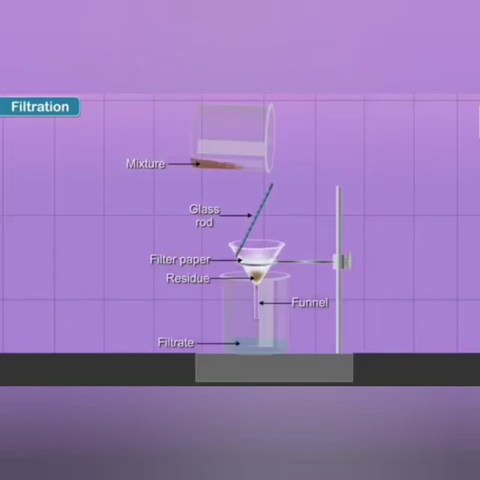 Filtration
Mixture
Glass
rod
Filter paper
Residue
Funnel
Filtrate